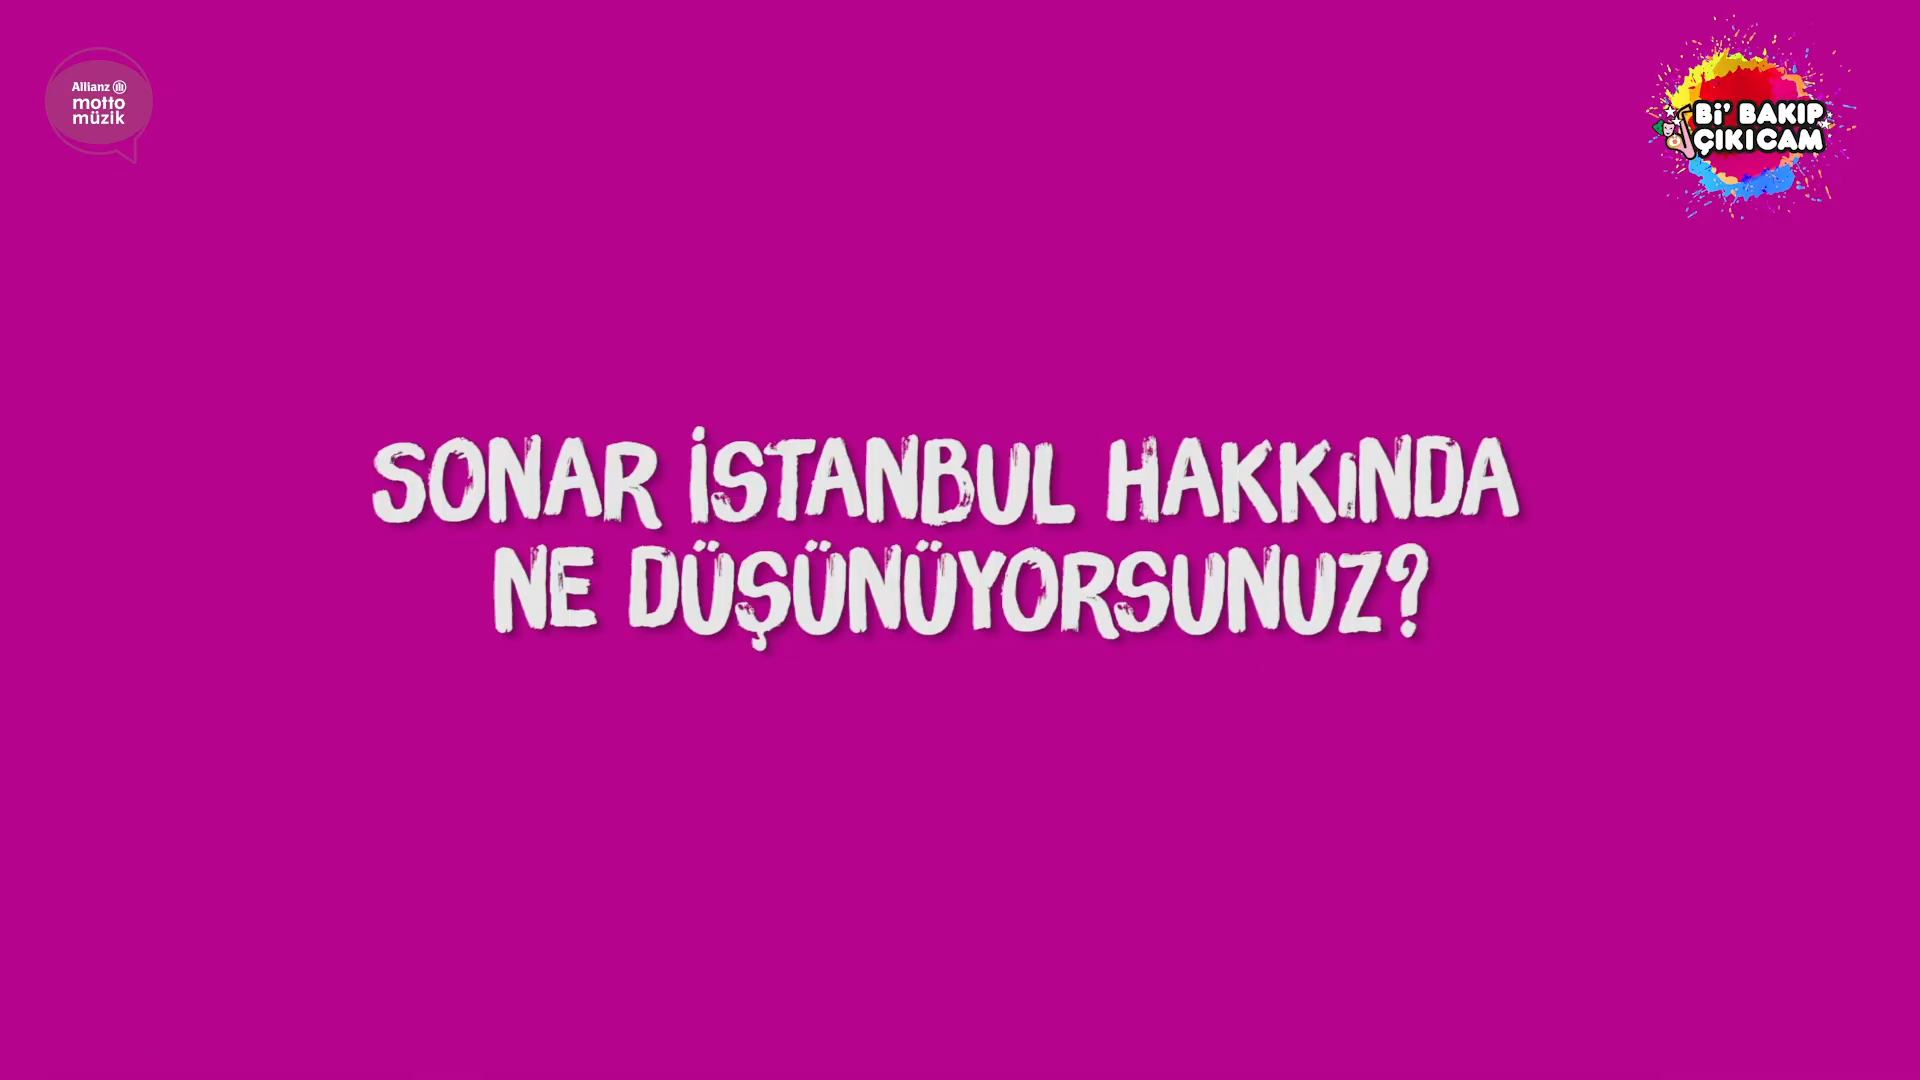 Allianz
motto
müzik
Bi' BAKIP
ÇIKICAM
SONAR İSTANBUL HAKKINDA
NE DÜŞÜNÜYORSUNUZ?